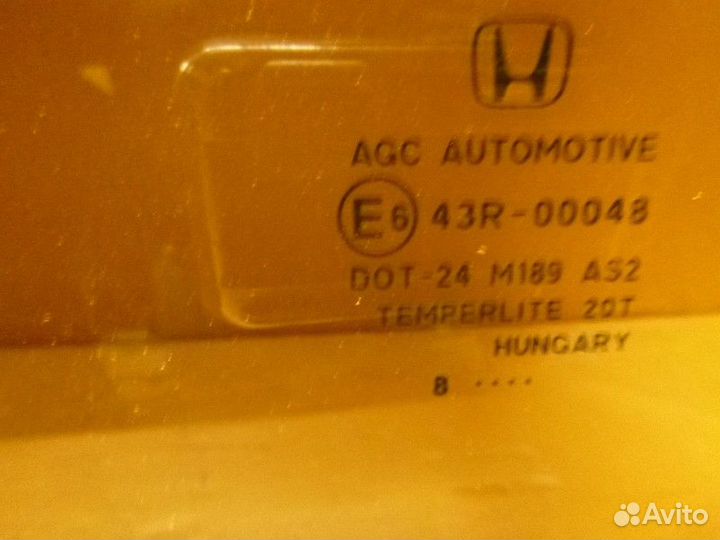 AGC AUTOMOTIVE
E6 43R-00048
DOT-24 M189 AS2
TEMPERLITE 20T
HUNGARY
8 ....
Avito